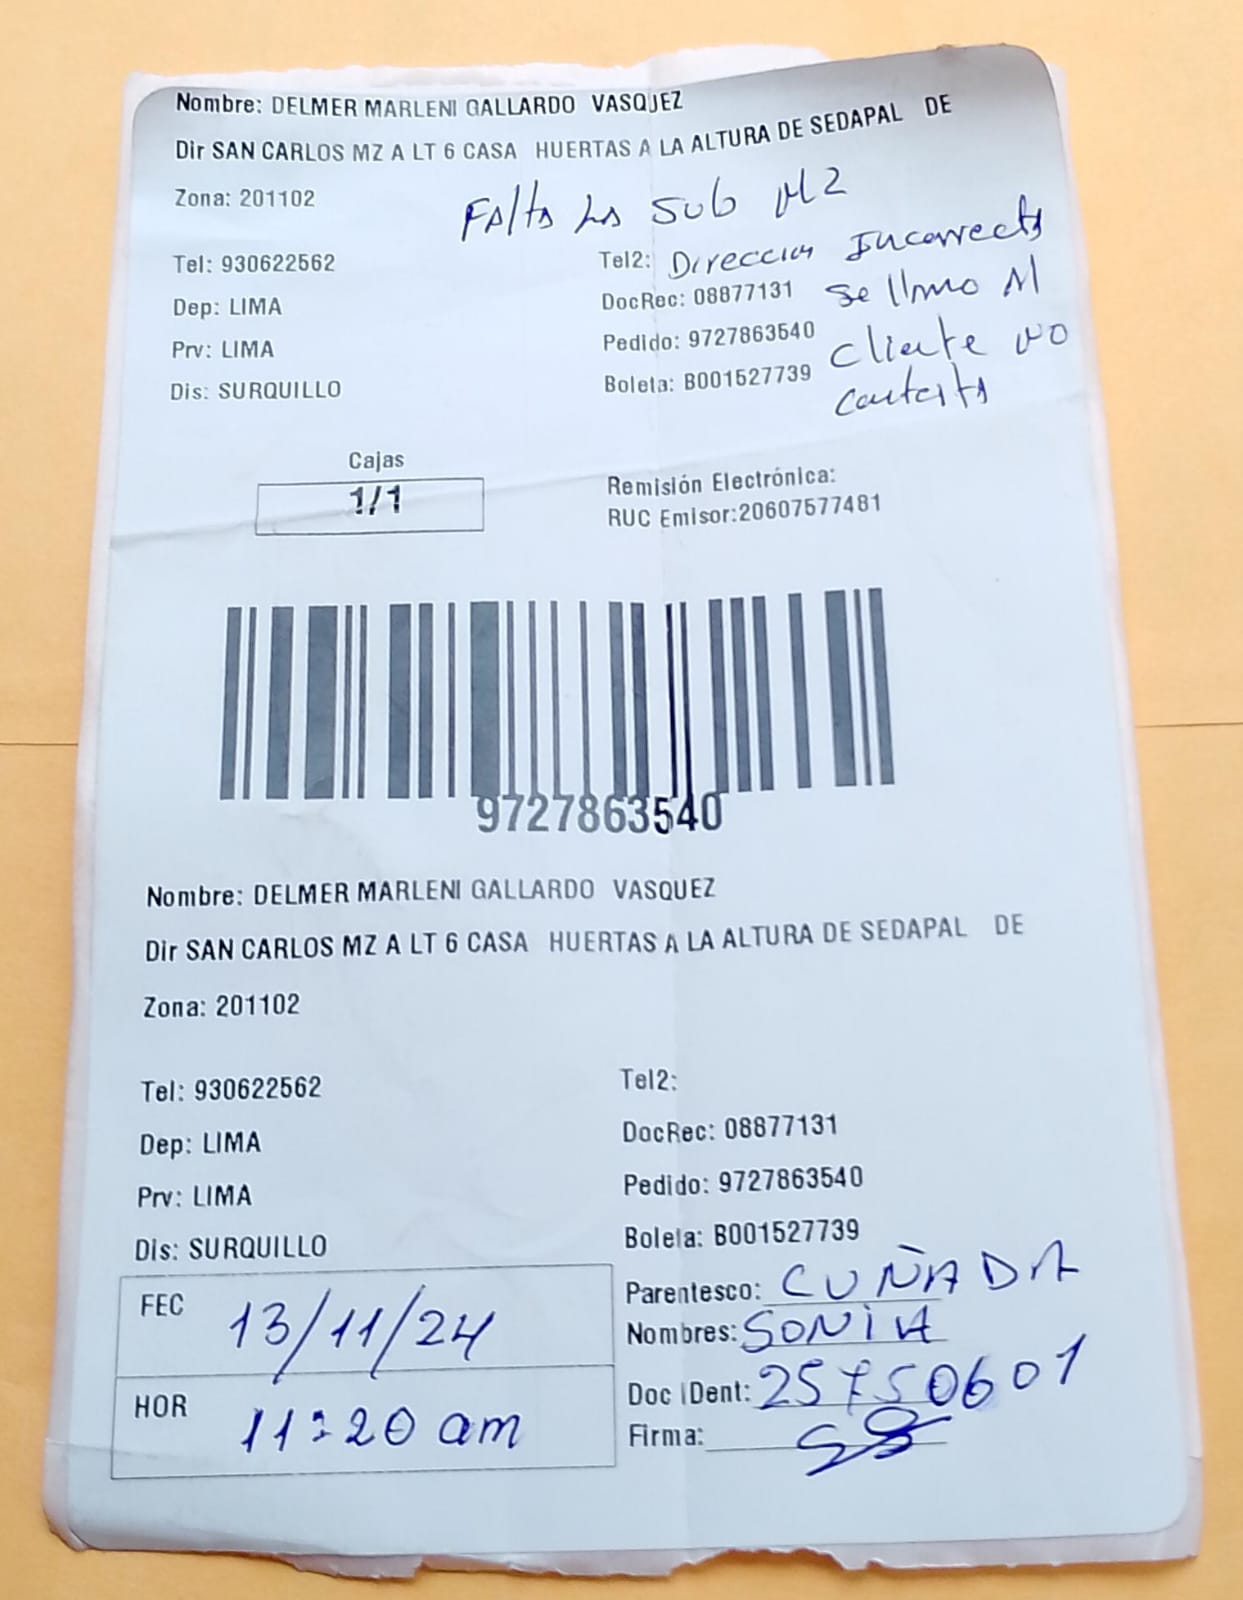 Nombre: DELMER MARLENI GALLARDO VASQUEZ
Dir SAN CARLOS MZ A LT 6 CASA HUERTAS A LA ALTURA DE SEDAPAL DE
Zona: 201102
Falta la sub MZ
Tel: 930622562
Tel2: Direccion Incorrecta
Dep: LIMA
DocRec: 08877131
se llmo Al
Prv: LIMA
Pedido: 9727863540
cliente no
Dis: SURQUILLO
Boleta: B001527739
contesta
Cajas
1/1
Remisión Electrónica:
RUC Emisor:20607577481
9727863540
Nombre: DELMER MARLENI GALLARDO VASQUEZ
Dir SAN CARLOS MZ A LT 6 CASA HUERTAS A LA ALTURA DE SEDAPAL DE
Zona: 201102
Tel: 930622562
Tel2:
Dep: LIMA
DocRec: 08877131
Prv: LIMA
Pedido: 9727863540
Dis: SURQUILLO
Boleta: B001527739
FEC 13/11/24
Parentesco: CUÑADA
Nombres: SONIA
HOR 11:20 am
Doc IDent: 25750601
Firma: